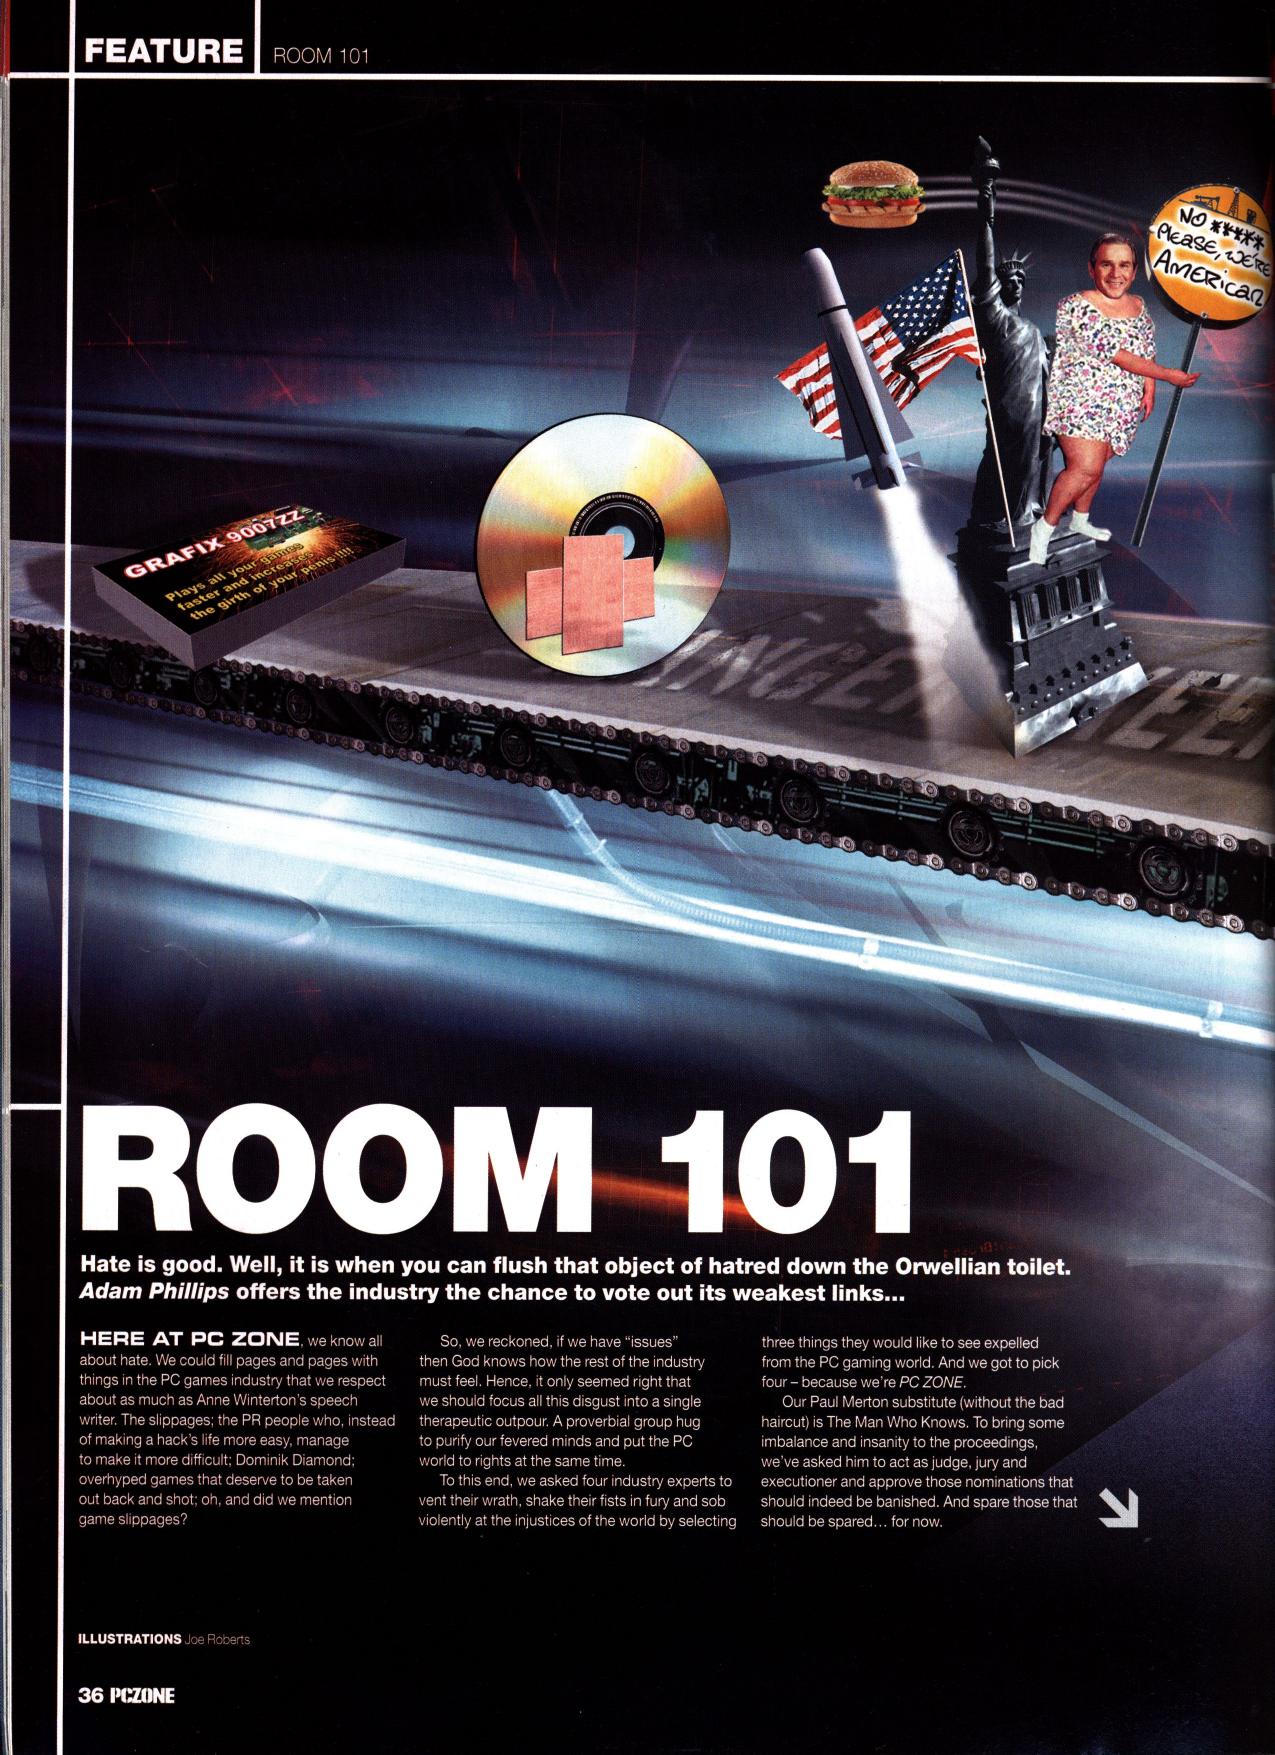 FEATURE
ROOM 101
NO *****
PLEASE, WE'RE
AMERICAN
GRAFIX 9007ZZ
Plays all your games
faster and increases
the girth of your penis !!!!
ROOM 101
Hate is good. Well, it is when you can flush that object of hatred down the Orwellian toilet.
Adam Phillips offers the industry the chance to vote out its weakest links...
HERE AT PC ZONE, we know all
about hate. We could fill pages and pages with
things in the PC games industry that we respect
about as much as Anne Winterton's speech
writer. The slippages; the PR people who, instead
of making a hack's life more easy, manage
to make it more difficult; Dominik Diamond;
overhyped games that deserve to be taken
out back and shot; oh, and did we mention
game slippages?
So, we reckoned, if we have "issues"
then God knows how the rest of the industry
must feel. Hence, it only seemed right that
we should focus all this disgust into a single
therapeutic outpour. A proverbial group hug
to purify our fevered minds and put the PC
world to rights at the same time.
To this end, we asked four industry experts to
vent their wrath, shake their fists in fury and sob
violently at the injustices of the world by selecting
three things they would like to see expelled
from the PC gaming world. And we got to pick
four – because we're PC ZONE.
Our Paul Merton substitute (without the bad
haircut) is The Man Who Knows. To bring some
imbalance and insanity to the proceedings,
we've asked him to act as judge, jury and
executioner and approve those nominations that
should indeed be banished. And spare those that
should be spared... for now.
ILLUSTRATIONS Joe Roberts
36 PCZONE